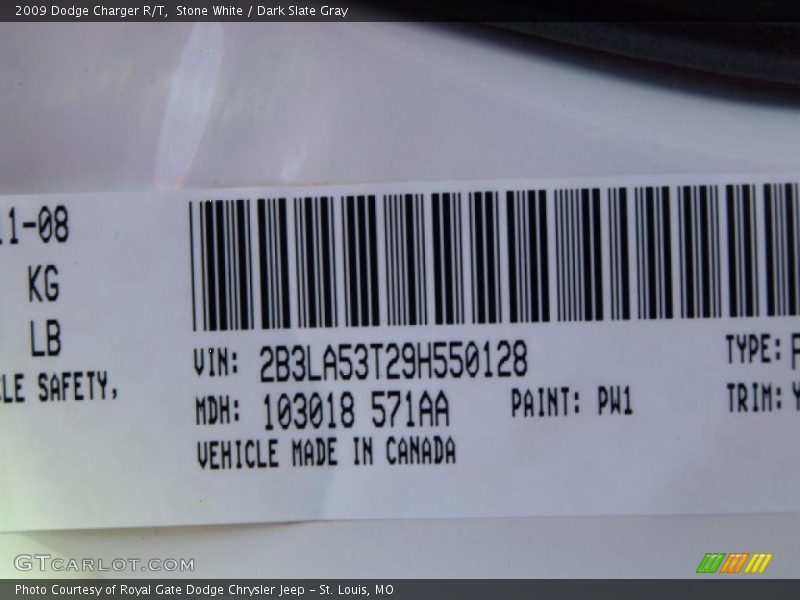 2009 Dodge Charger R/T,  Stone White / Dark Slate Gray
11-08
KG
LB
LE SAFETY,
VIN: 2B3LA53T29H550128
TYPE:
MDH: 103018 571AA
PAINT: PW1
TRIM:
VEHICLE MADE IN CANADA
GTCARLOT.COM
Photo Courtesy of Royal Gate Dodge Chrysler Jeep - St. Louis, MO